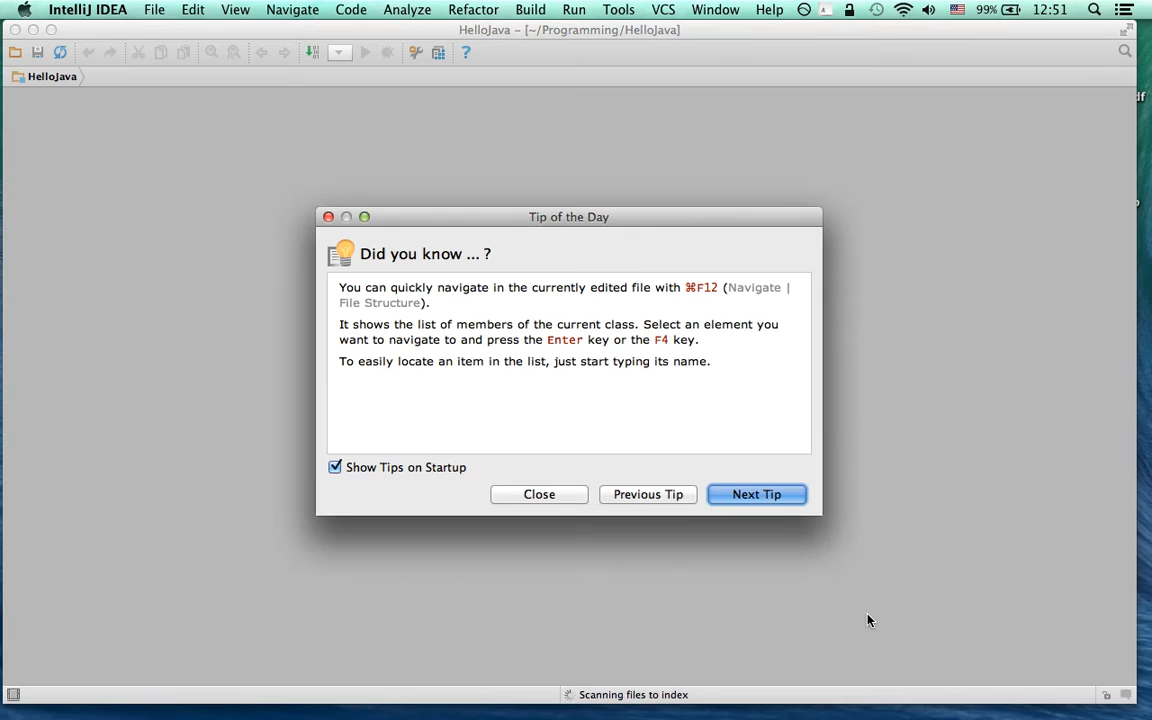 IntelliJ IDEA File Edit View Navigate Code Analyze Refactor Build Run Tools VCS Window Help 99% 12:51
HelloJava – [~/Programming/HelloJava]
HelloJava
df
Tip of the Day
Did you know ... ?
You can quickly navigate in the currently edited file with ⌘F12 (Navigate |
File Structure).
It shows the list of members of the current class. Select an element you
want to navigate to and press the Enter key or the F4 key.
To easily locate an item in the list, just start typing its name.
Show Tips on Startup
Close Previous Tip Next Tip
Scanning files to index